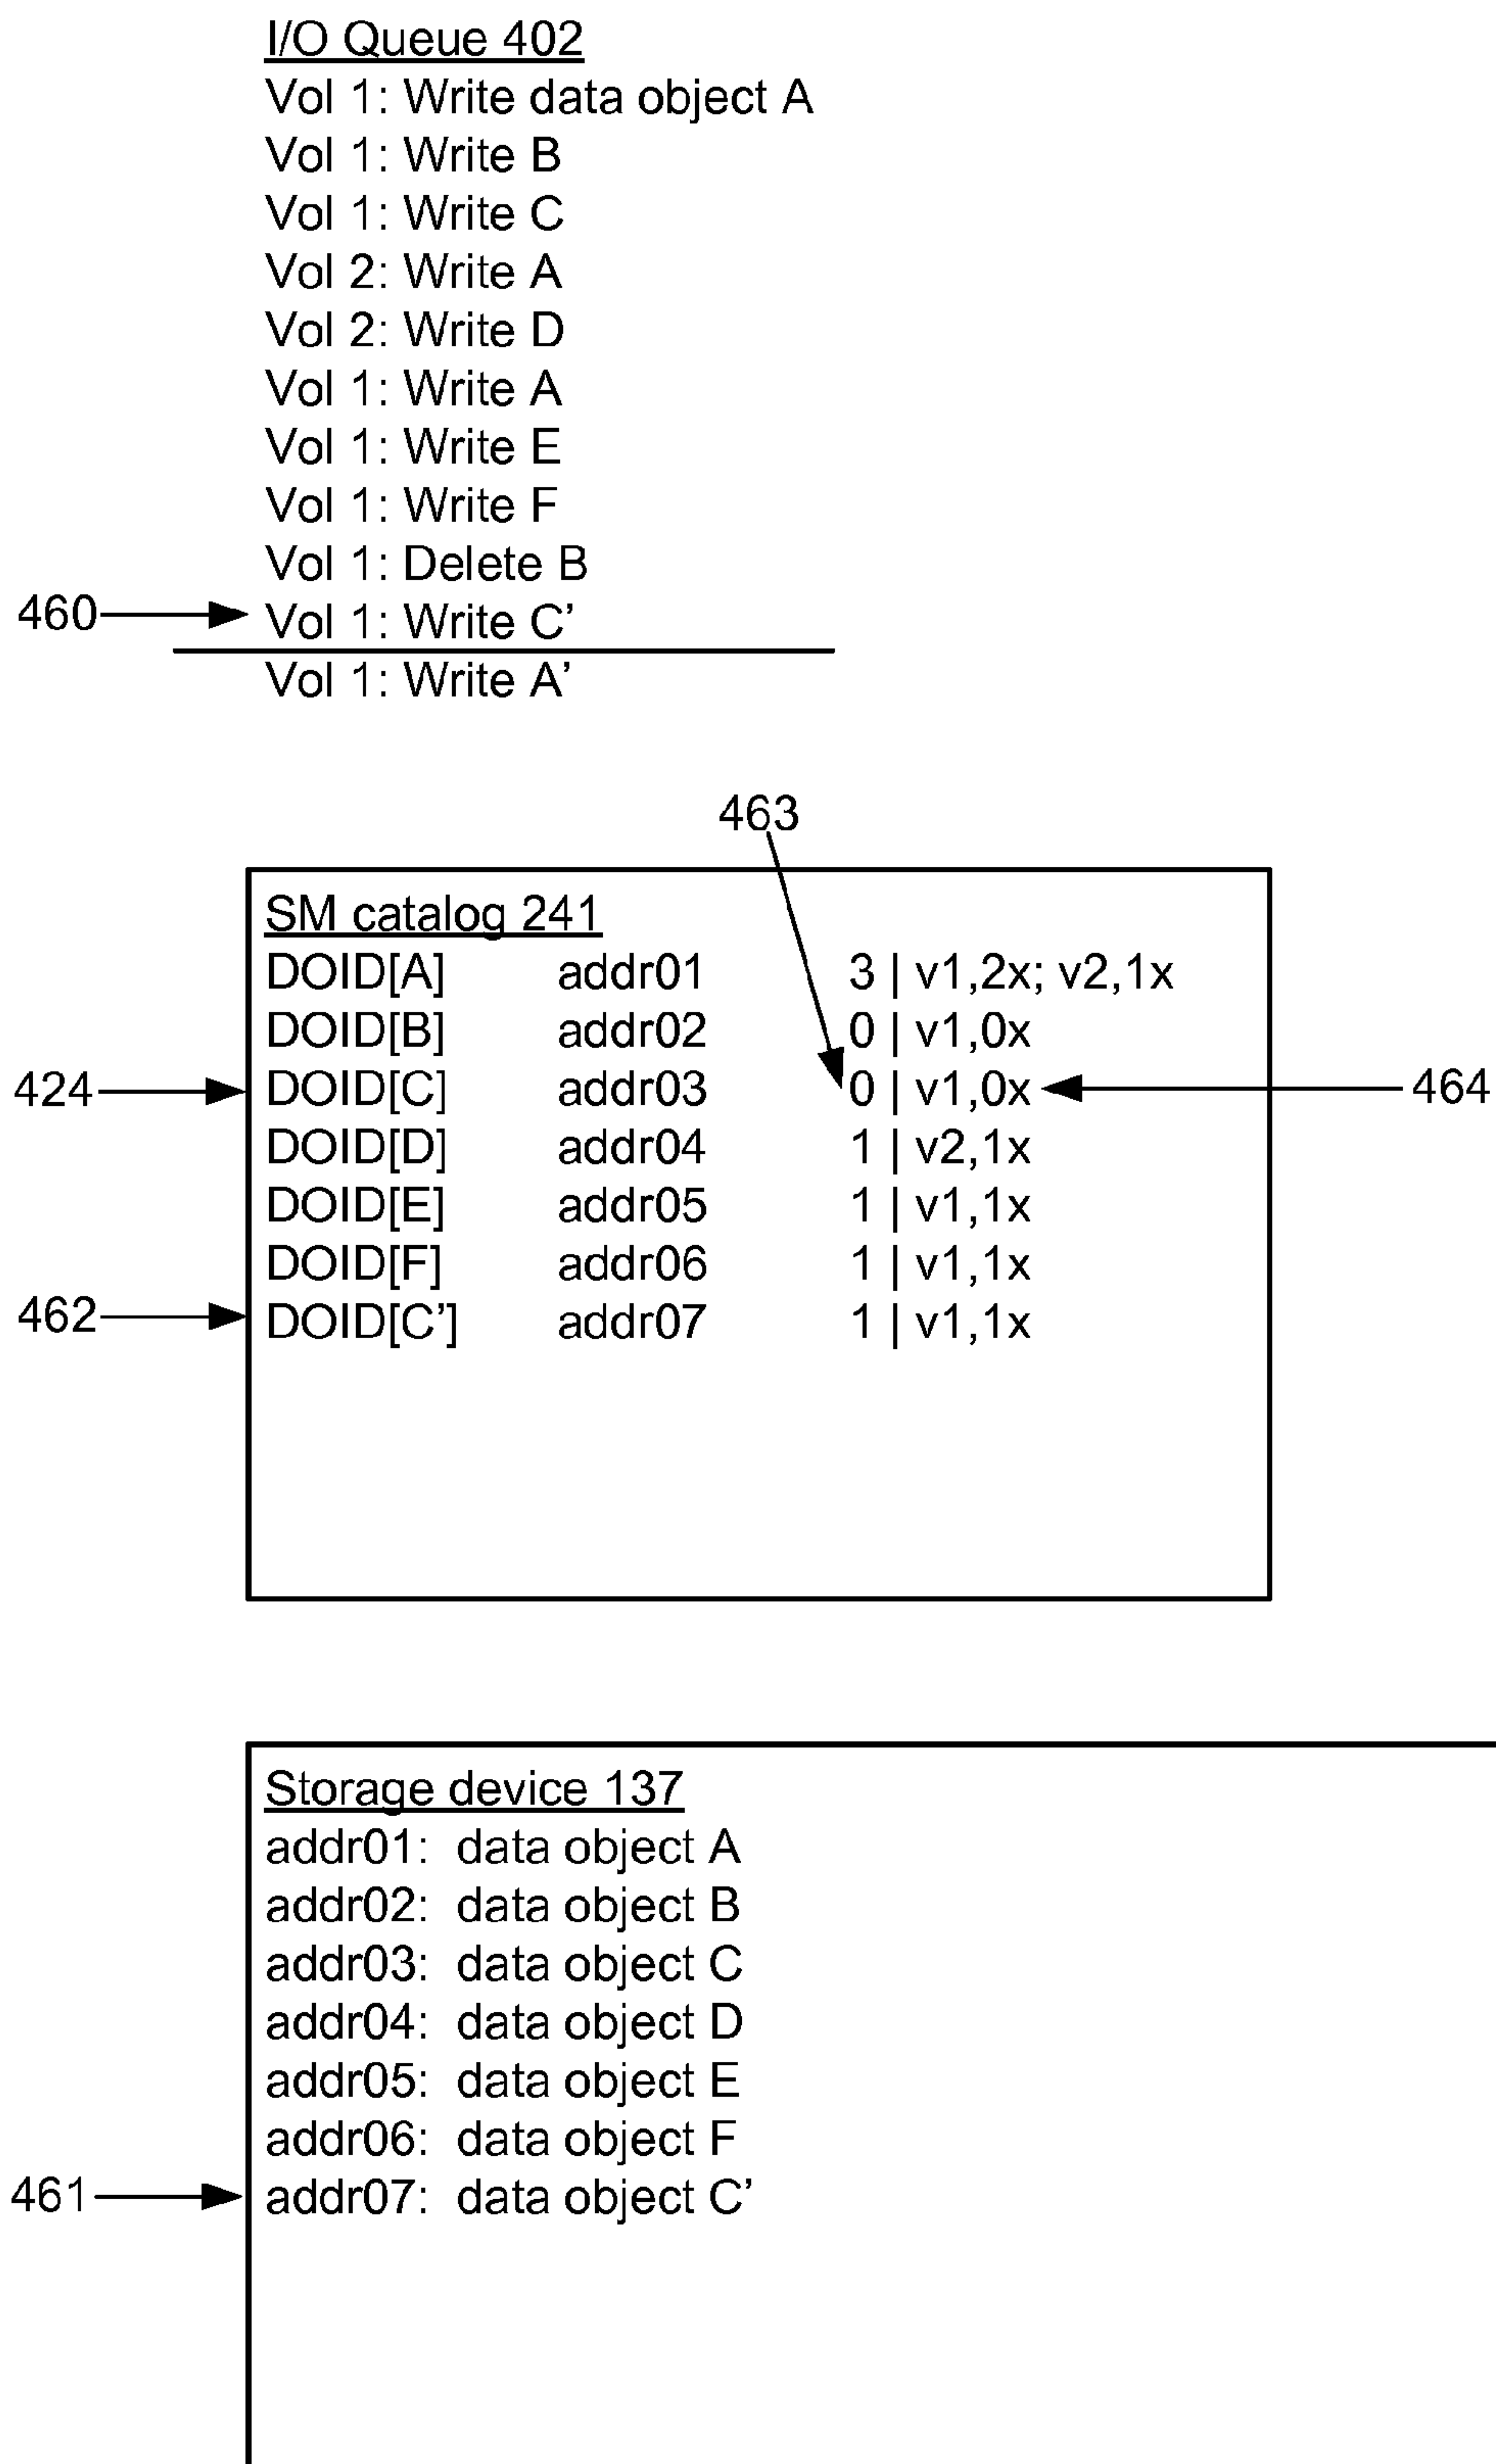 I/O Queue 402
Vol 1: Write data object A
Vol 1: Write B
Vol 1: Write C
Vol 2: Write A
Vol 2: Write D
Vol 1: Write A
Vol 1: Write E
Vol 1: Write F
Vol 1: Delete B
460 Vol 1: Write C’
Vol 1: Write A’
463
SM catalog 241
DOID[A] addr01 3 | v1,2x; v2,1x
DOID[B] addr02 0 | v1,0x
424 DOID[C] addr03 0 | v1,0x 464
DOID[D] addr04 1 | v2,1x
DOID[E] addr05 1 | v1,1x
DOID[F] addr06 1 | v1,1x
462 DOID[C’] addr07 1 | v1,1x
Storage device 137
addr01: data object A
addr02: data object B
addr03: data object C
addr04: data object D
addr05: data object E
addr06: data object F
461 addr07: data object C’